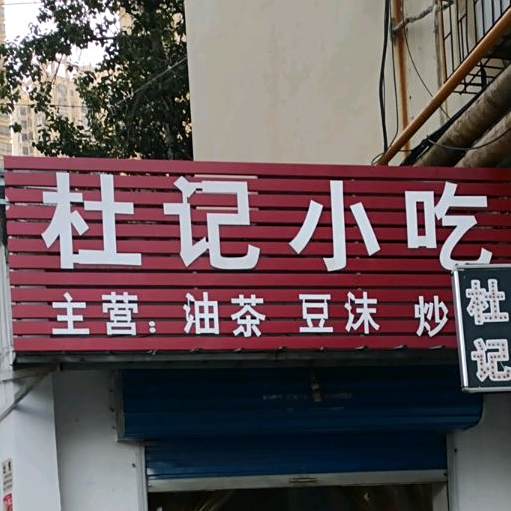 杜记小吃
主营：油茶 豆沫 炒
杜记